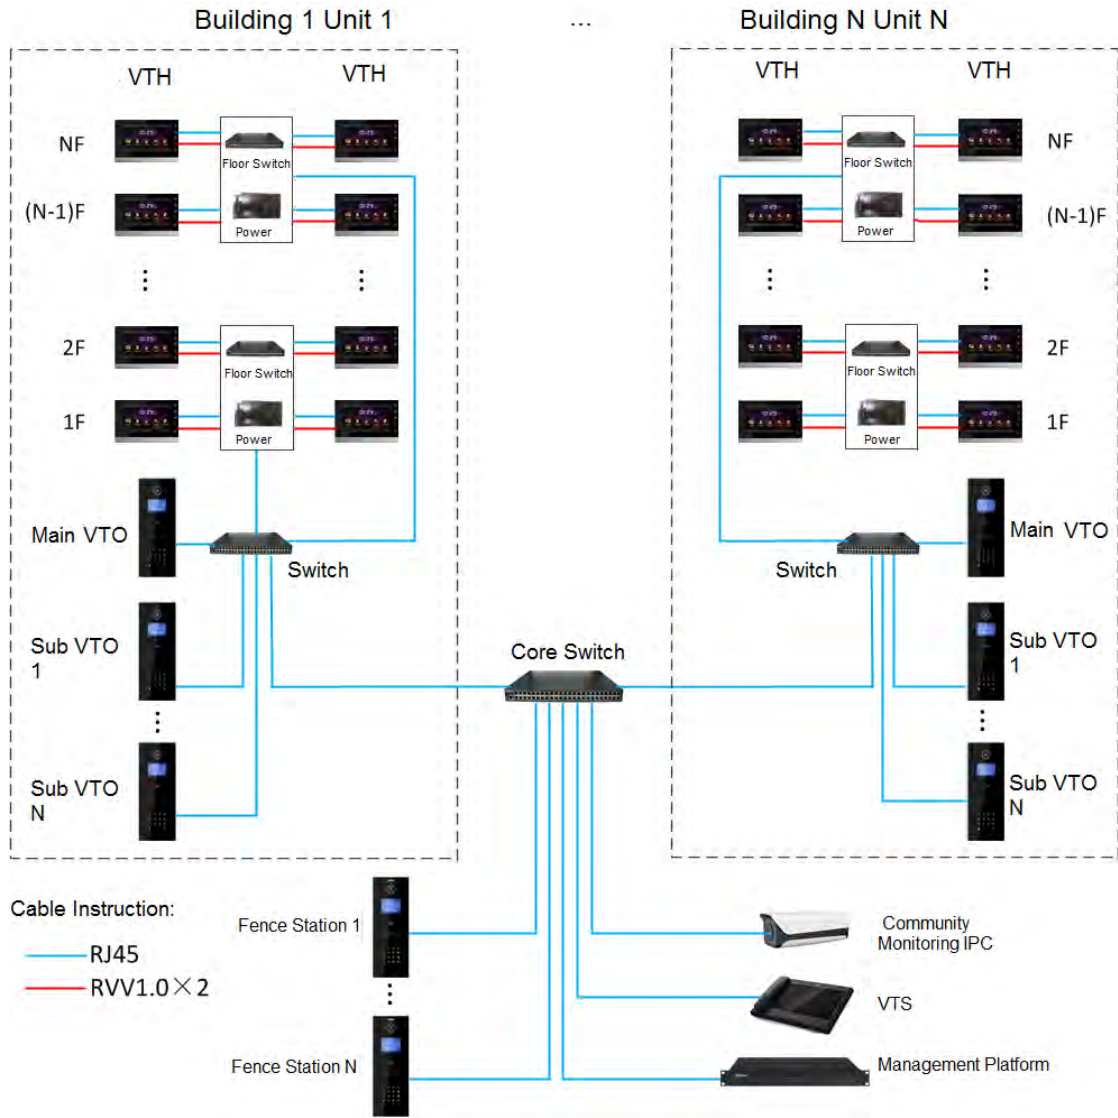 Building 1 Unit 1
...
Building N Unit N
VTH
VTH
VTH
VTH
NF
Floor Switch
Floor Switch
NF
(N-1)F
Power
Power
(N-1)F
2F
Floor Switch
Floor Switch
2F
1F
Power
Power
1F
Main VTO
Switch
Switch
Main VTO
Sub VTO
1
Core Switch
Sub VTO
1
Sub VTO
N
Sub VTO
N
Cable Instruction:
RJ45
RVV1.0×2
Fence Station 1
Fence Station N
Community
Monitoring IPC
VTS
Management Platform